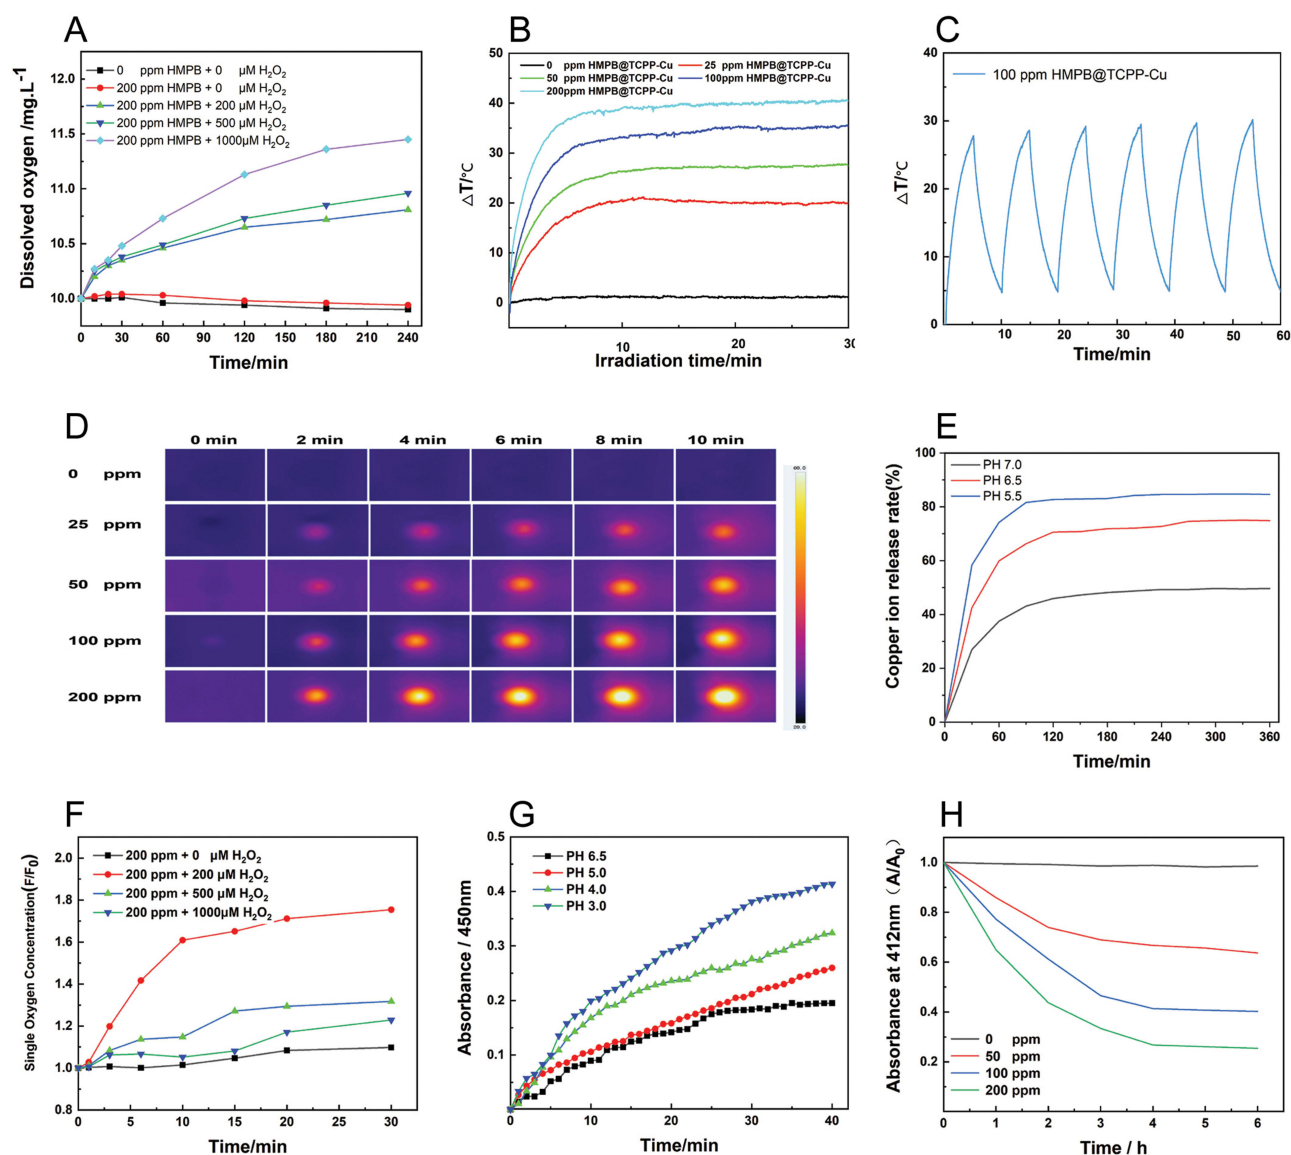 A
Dissolved oxygen /mg.L-1
12.0
11.5
11.0
10.5
10.0
0 ppm HMPB + 0 μM H2O2
200 ppm HMPB + 0 μM H2O2
200 ppm HMPB + 200 μM H2O2
200 ppm HMPB + 500 μM H2O2
200 ppm HMPB + 1000μM H2O2
0 30 60 90 120 150 180 210 240
Time/min
B
△T/°C
50
40
30
20
10
0
0 ppm HMPB@TCPP-Cu
25 ppm HMPB@TCPP-Cu
50 ppm HMPB@TCPP-Cu
100ppm HMPB@TCPP-Cu
200ppm HMPB@TCPP-Cu
10 20 30
Irradiation time/min
C
△T/°C
40
30
20
10
0
100 ppm HMPB@TCPP-Cu
0 10 20 30 40 50 60
Time/min
D
0 min 2 min 4 min 6 min 8 min 10 min
0 ppm
25 ppm
50 ppm
100 ppm
200 ppm
E
Copper ion release rate(%)
100
80
60
40
20
0
PH 7.0
PH 6.5
PH 5.5
0 60 120 180 240 300 360
Time/min
F
Single Oxygen Concentration(F/F0)
2.0
1.8
1.6
1.4
1.2
1.0
0.8
200 ppm + 0 μM H2O2
200 ppm + 200 μM H2O2
200 ppm + 500 μM H2O2
200 ppm + 1000μM H2O2
0 5 10 15 20 25 30
Time/min
G
Absorbance / 450nm
0.5
0.4
0.3
0.2
0.1
PH 6.5
PH 5.0
PH 4.0
PH 3.0
0 10 20 30 40
Time/min
H
Absorbance at 412nm（A/A0）
1.0
0.8
0.6
0.4
0.2
0 ppm
50 ppm
100 ppm
200 ppm
0 1 2 3 4 5 6
Time / h